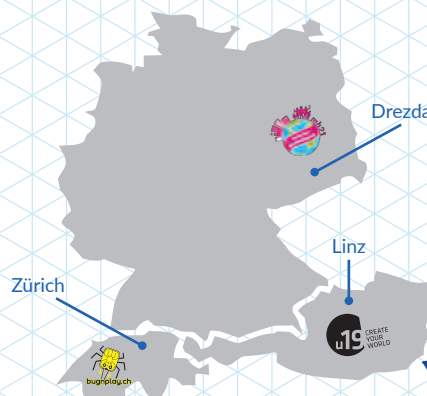 Drezda
Linz
Zürich
u19 CREATE
YOUR
WORLD
bugnplay.ch